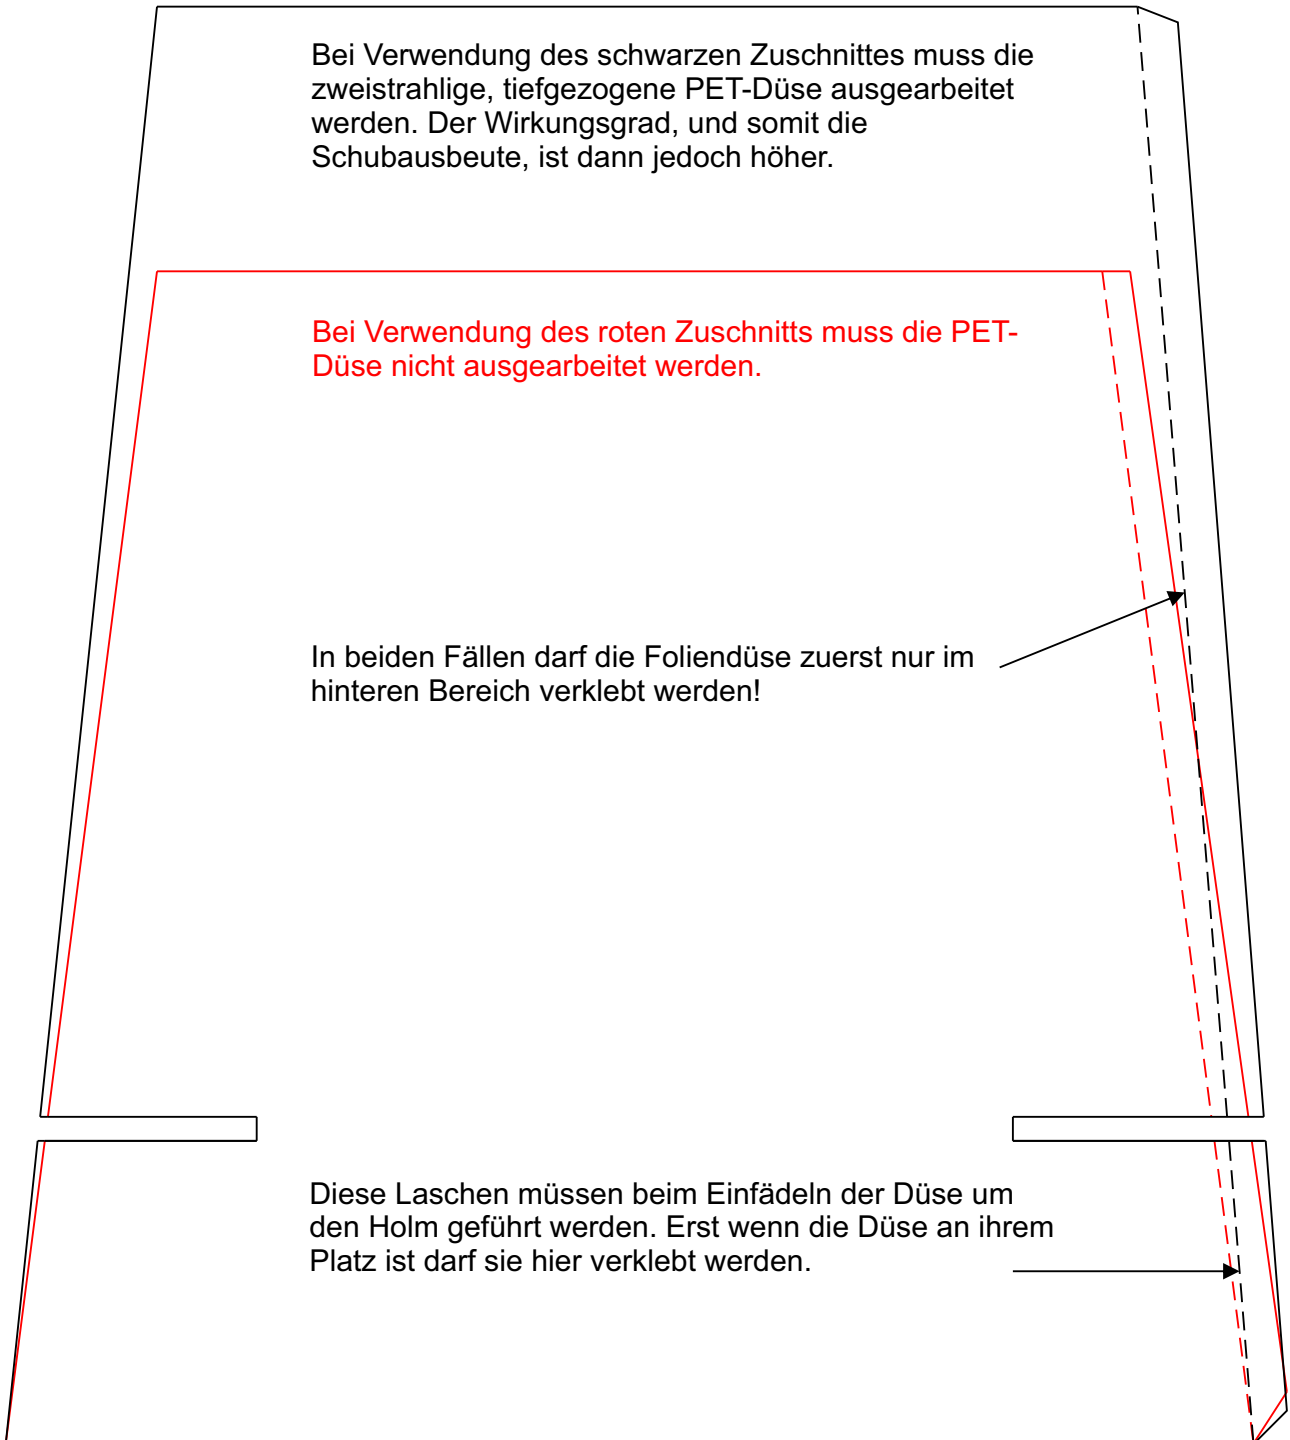 Bei Verwendung des schwarzen Zuschnittes muss die
zweistrahlige, tiefgezogene PET-Düse ausgearbeitet
werden. Der Wirkungsgrad, und somit die
Schubausbeute, ist dann jedoch höher.
Bei Verwendung des roten Zuschnitts muss die PET-
Düse nicht ausgearbeitet werden.
In beiden Fällen darf die Foliendüse zuerst nur im
hinteren Bereich verklebt werden!
Diese Laschen müssen beim Einfädeln der Düse um
den Holm geführt werden. Erst wenn die Düse an ihrem
Platz ist darf sie hier verklebt werden.